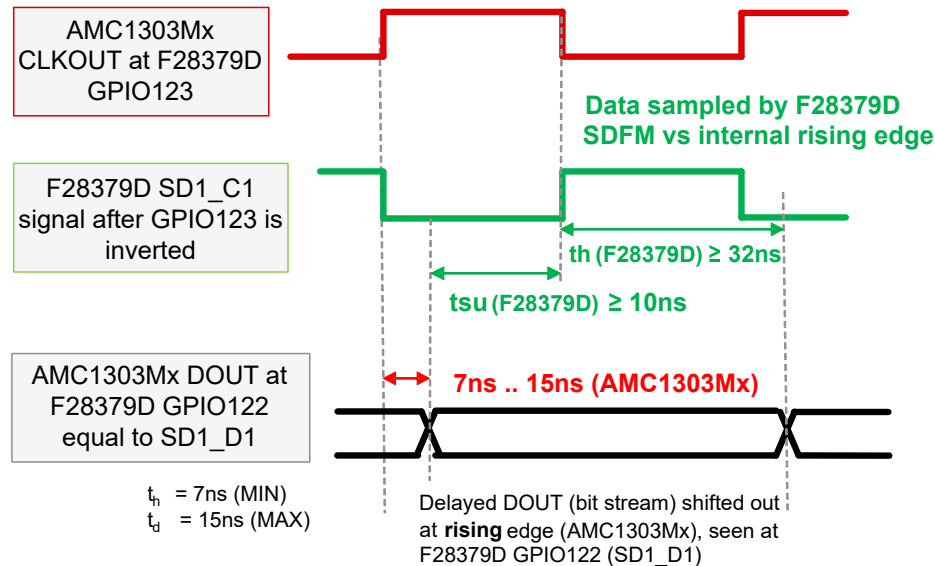 AMC1303Mx
CLKOUT at F28379D
GPIO123
Data sampled by F28379D
SDFM vs internal rising edge
F28379D SD1_C1
signal after GPIO123 is
inverted
th (F28379D) ≥ 32ns
tsu (F28379D) ≥ 10ns
AMC1303Mx DOUT at
F28379D GPIO122
equal to SD1_D1
7ns .. 15ns (AMC1303Mx)
th = 7ns (MIN)
td = 15ns (MAX)
Delayed DOUT (bit stream) shifted out
at rising edge (AMC1303Mx), seen at
F28379D GPIO122 (SD1_D1)